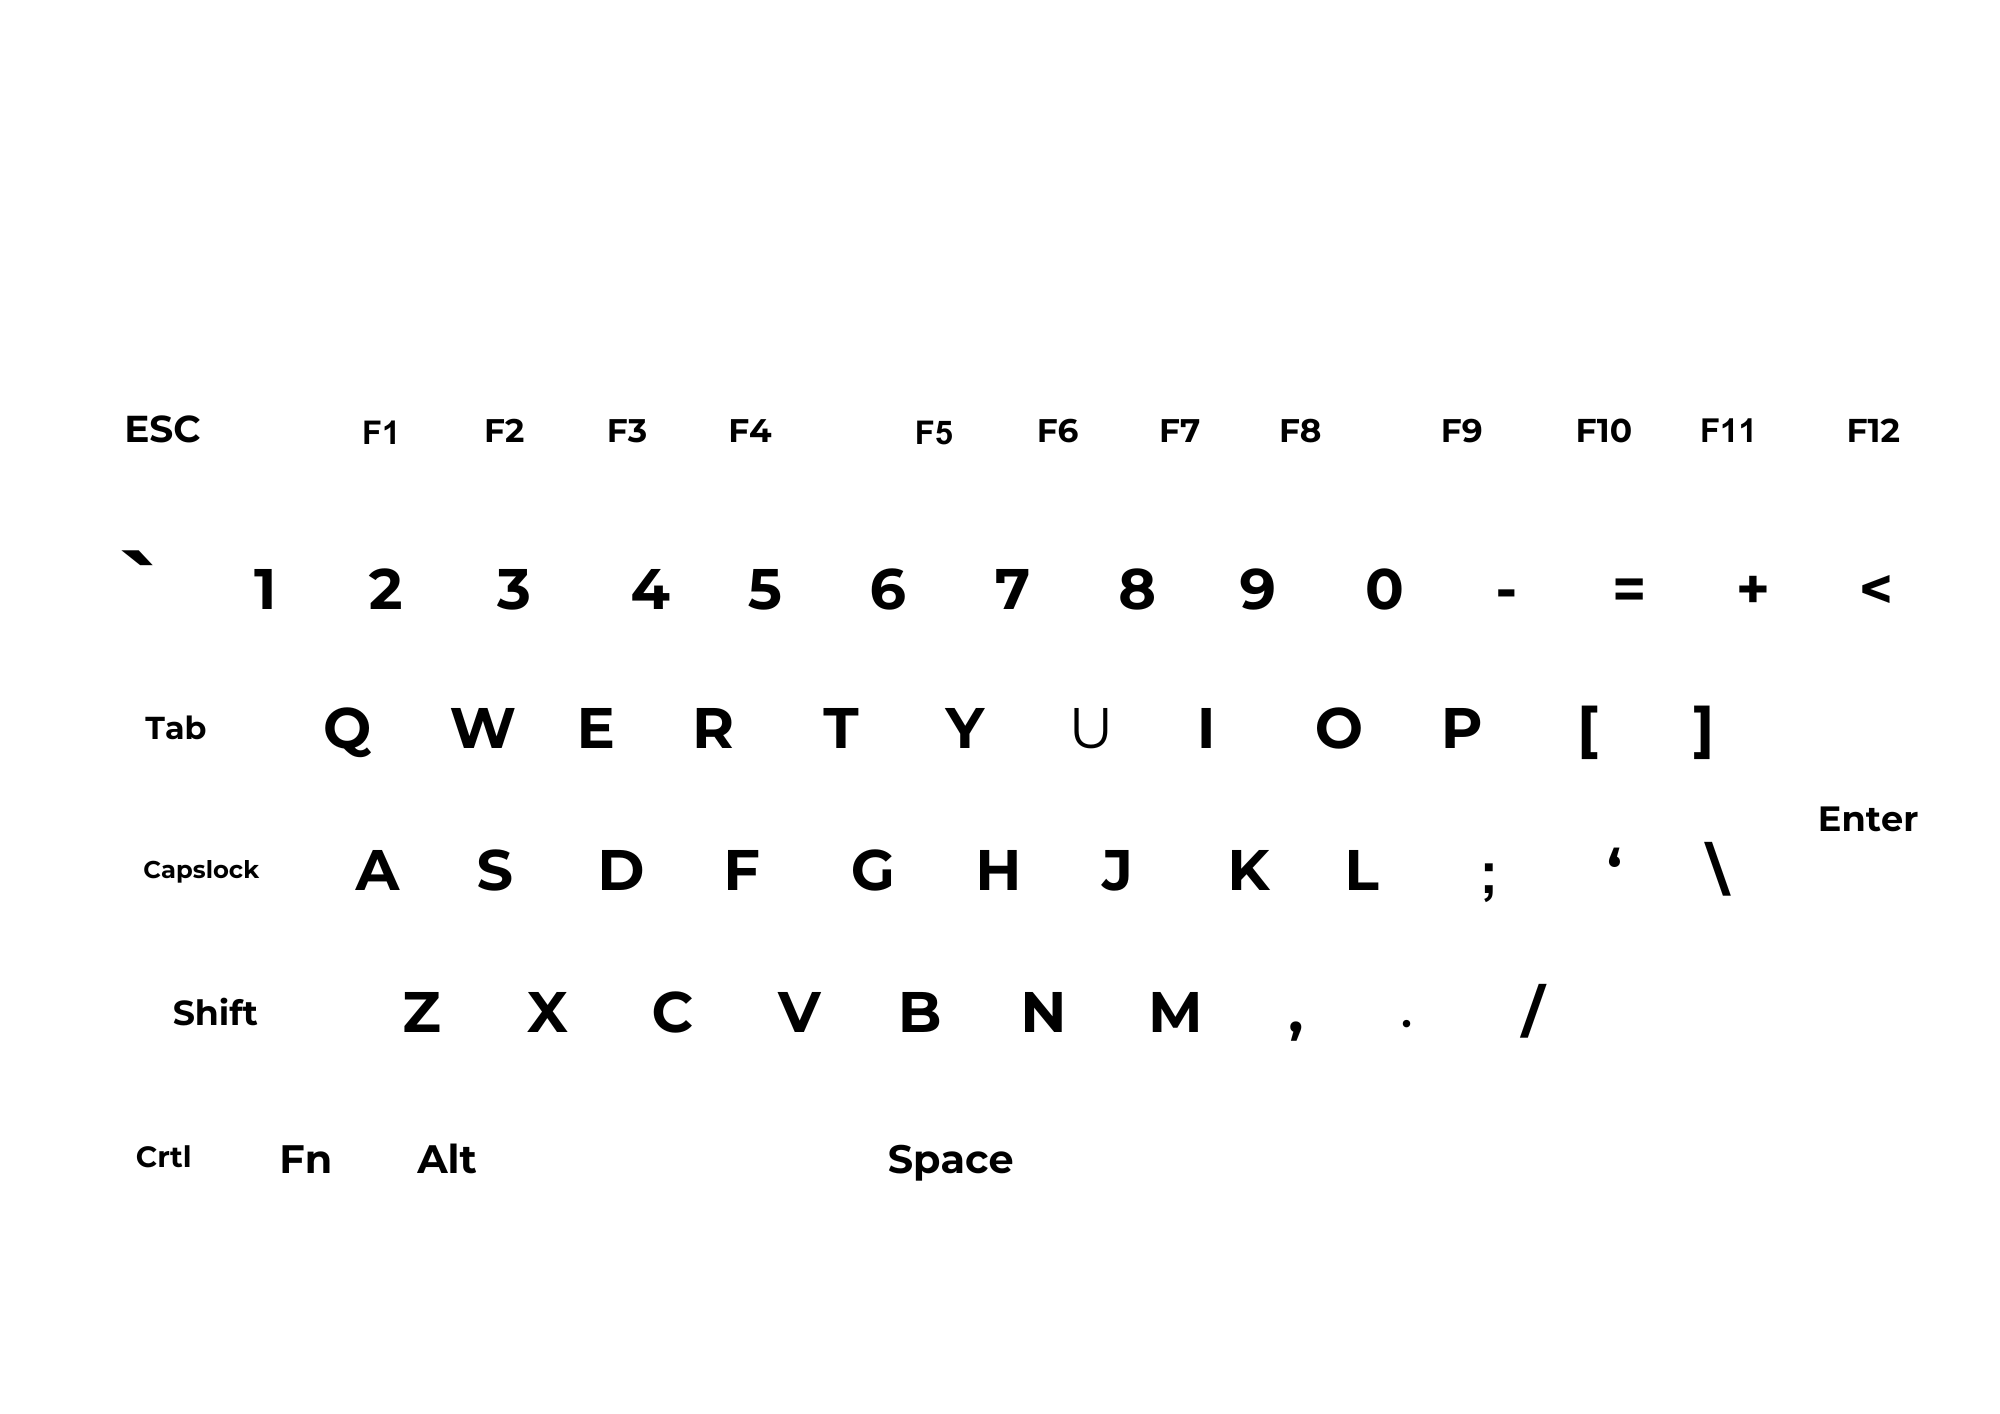 ESC F1 F2 F3 F4 F5 F6 F7 F8 F9 F10 F11 F12
` 1 2 3 4 5 6 7 8 9 0 - = + <
Tab Q W E R T Y U I O P [ ]
Enter
Capslock A S D F G H J K L ; ‘ \
Shift Z X C V B N M , . /
Crtl Fn Alt Space